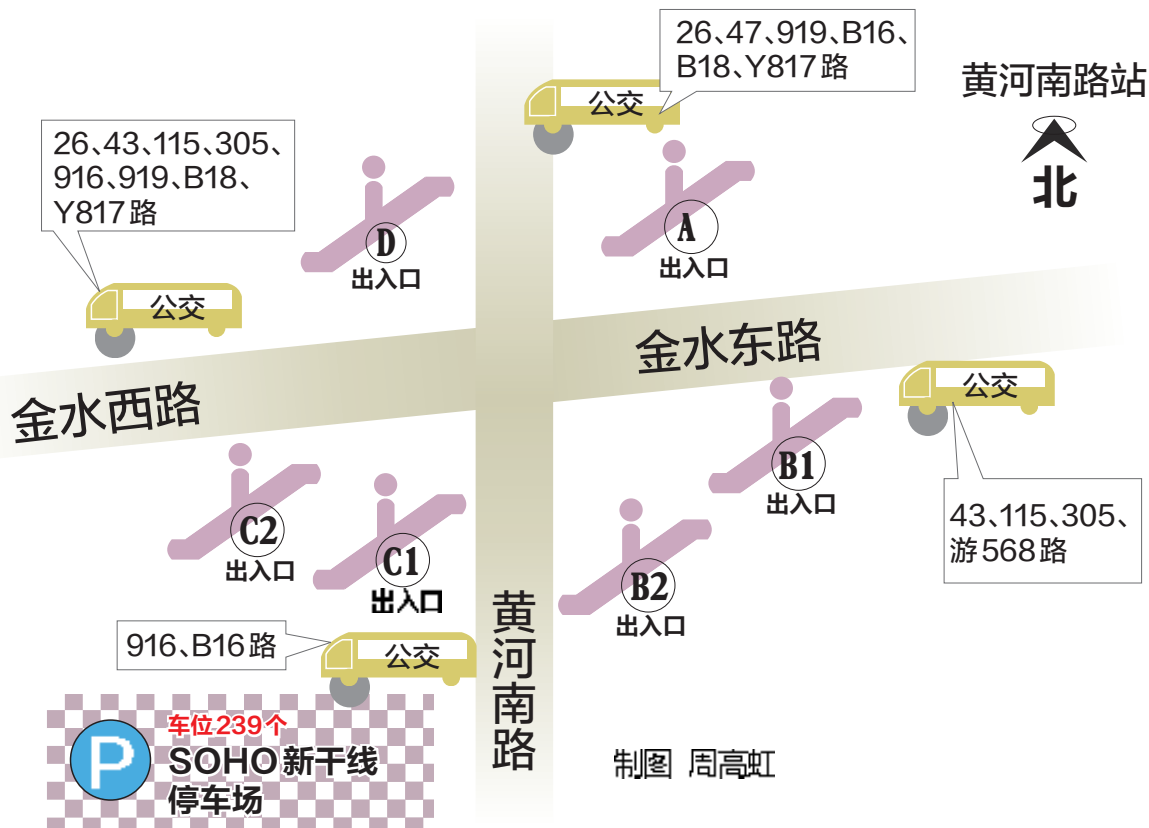 26、47、919、B16、
B18、Y817路
黄河南路站
北
公交
26、43、115、305、
916、919、B18、
Y817路
D
出入口
A
出入口
公交
金水东路
金水西路
公交
B1
出入口
43、115、305、
游568路
C2
出入口
C1
出入口
B2
出入口
黄河南路
916、B16路
公交
P
车位239个
SOHO新干线
停车场
制图 周高虹